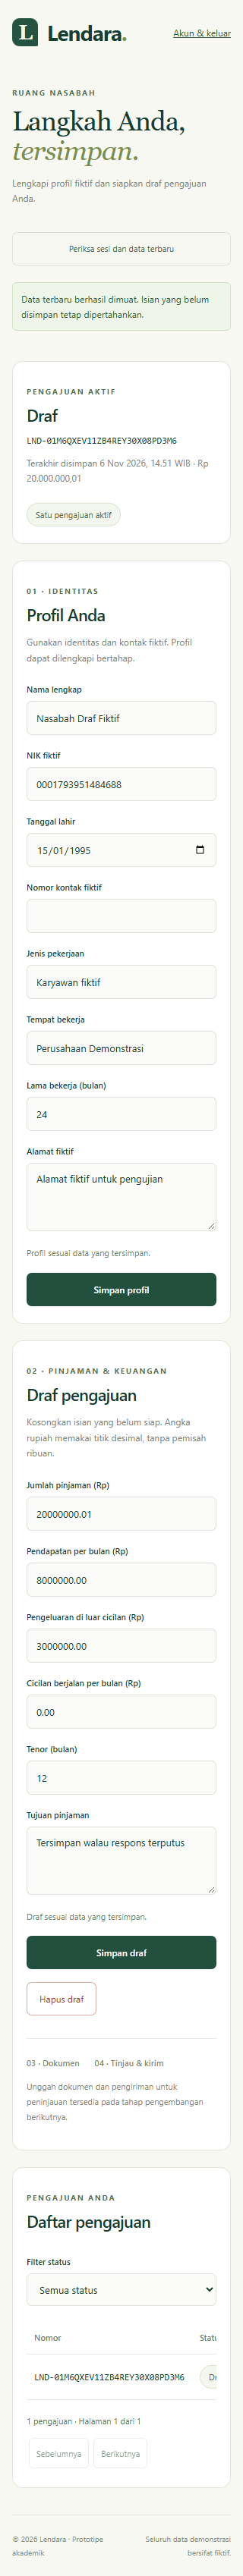 L Lendara.
Akun & keluar
RUANG NASABAH
Langkah Anda,
tersimpan.
Lengkapi profil fiktif dan siapkan draf pengajuan
Anda.
Periksa sesi dan data terbaru
Data terbaru berhasil dimuat. Isian yang belum
disimpan tetap dipertahankan.
PENGAJUAN AKTIF
Draf
LND-01M6QXEV11ZB4REY30X08PD3M6
Terakhir disimpan 6 Nov 2026, 14.51 WIB · Rp
20.000.000,01
Satu pengajuan aktif
01 · IDENTITAS
Profil Anda
Gunakan identitas dan kontak fiktif. Profil
dapat dilengkapi bertahap.
Nama lengkap
Nasabah Draf Fiktif
NIK fiktif
0001793951484688
Tanggal lahir
15/01/1995
Nomor kontak fiktif
Jenis pekerjaan
Karyawan fiktif
Tempat bekerja
Perusahaan Demonstrasi
Lama bekerja (bulan)
24
Alamat fiktif
Alamat fiktif untuk pengujian
Profil sesuai data yang tersimpan.
Simpan profil
02 · PINJAMAN & KEUANGAN
Draf pengajuan
Kosongkan isian yang belum siap. Angka
rupiah memakai titik desimal, tanpa pemisah
ribuan.
Jumlah pinjaman (Rp)
20000000.01
Pendapatan per bulan (Rp)
8000000.00
Pengeluaran di luar cicilan (Rp)
3000000.00
Cicilan berjalan per bulan (Rp)
0.00
Tenor (bulan)
12
Tujuan pinjaman
Tersimpan walau respons terputus
Draf sesuai data yang tersimpan.
Simpan draf
Hapus draf
03 · Dokumen 04 · Tinjau & kirim
Unggah dokumen dan pengiriman untuk
peninjauan tersedia pada tahap pengembangan
berikutnya.
PENGAJUAN ANDA
Daftar pengajuan
Filter status
Semua status
Nomor Statu
LND-01M6QXEV11ZB4REY30X08PD3M6 Dr
1 pengajuan · Halaman 1 dari 1
Sebelumnya Berikutnya
© 2026 Lendara · Prototipe
akademik
Seluruh data demonstrasi
bersifat fiktif.